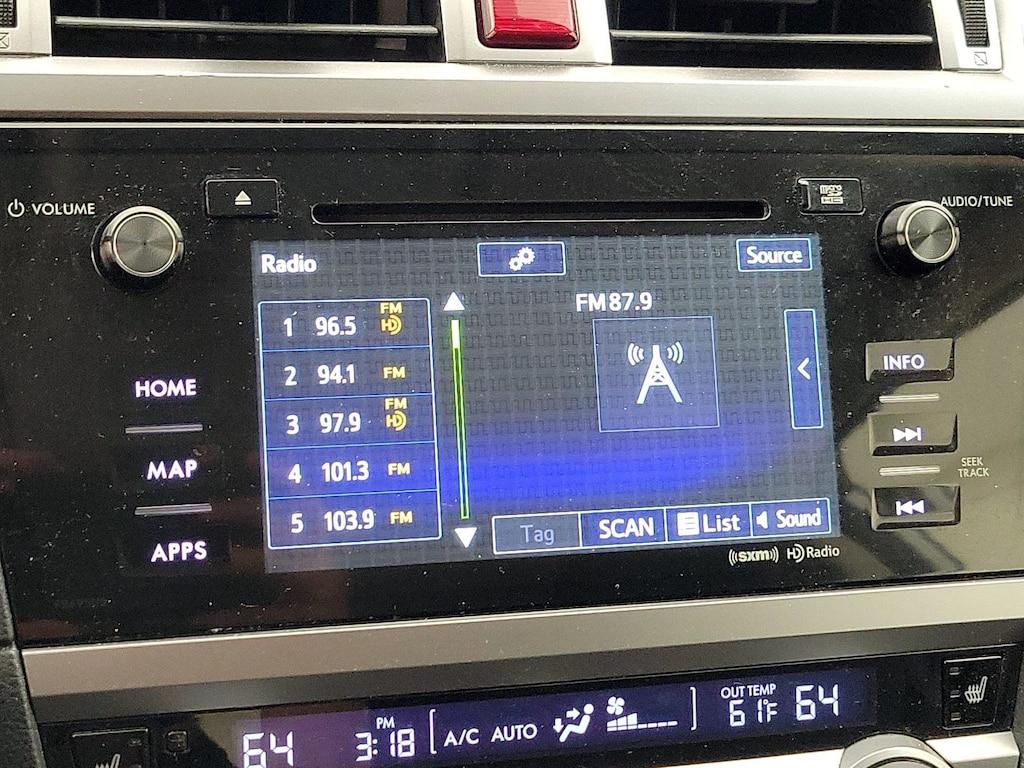 VOLUME
micro SD
AUDIO/TUNE
Radio
Source
FM 87.9
1 96.5 FM HD
2 94.1 FM
3 97.9 FM HD
4 101.3 FM
5 103.9 FM
HOME
MAP
APPS
INFO
SEEK
TRACK
Tag
SCAN
List
Sound
((sxm)) HD Radio
64
PM
3:18
A/C AUTO
OUT TEMP
61°F
64